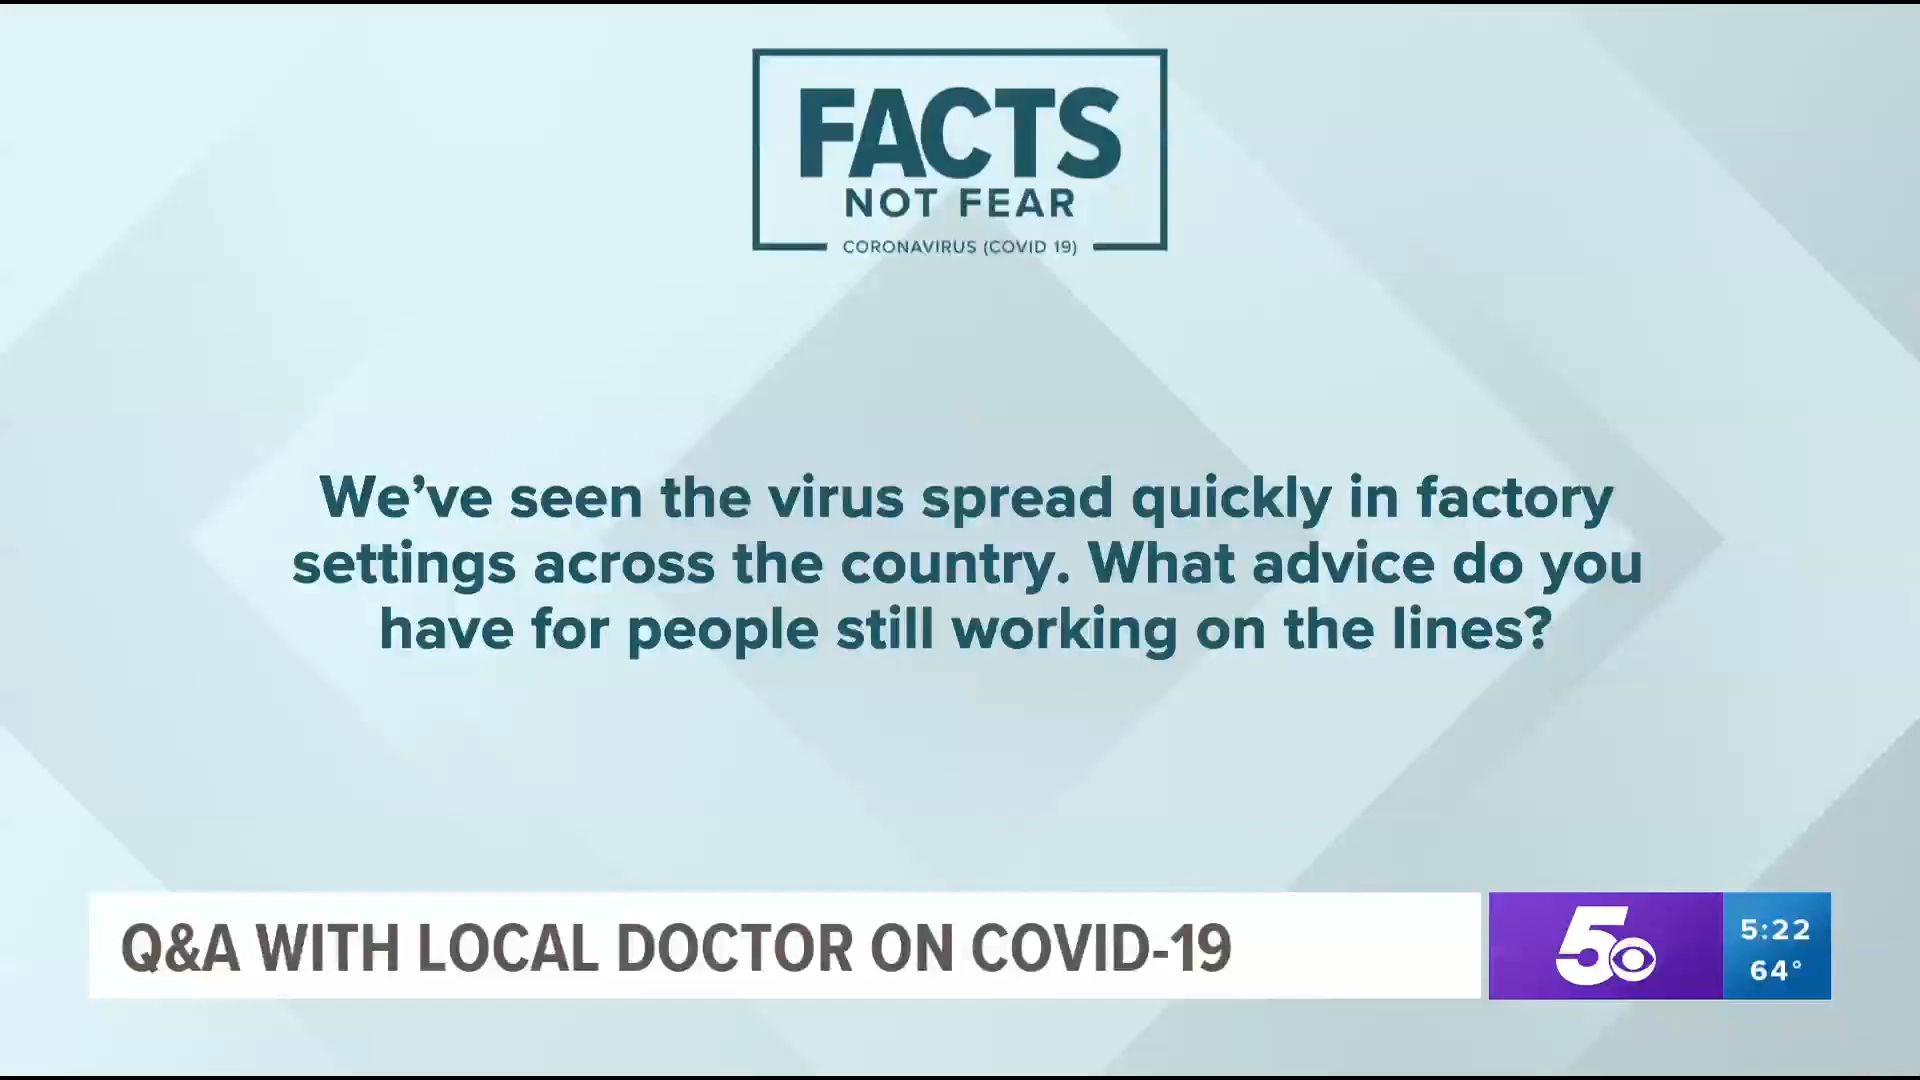 FACTS
NOT FEAR
CORONAVIRUS (COVID 19)
We’ve seen the virus spread quickly in factory
settings across the country. What advice do you
have for people still working on the lines?
Q&A WITH LOCAL DOCTOR ON COVID-19
5
5:22
64°